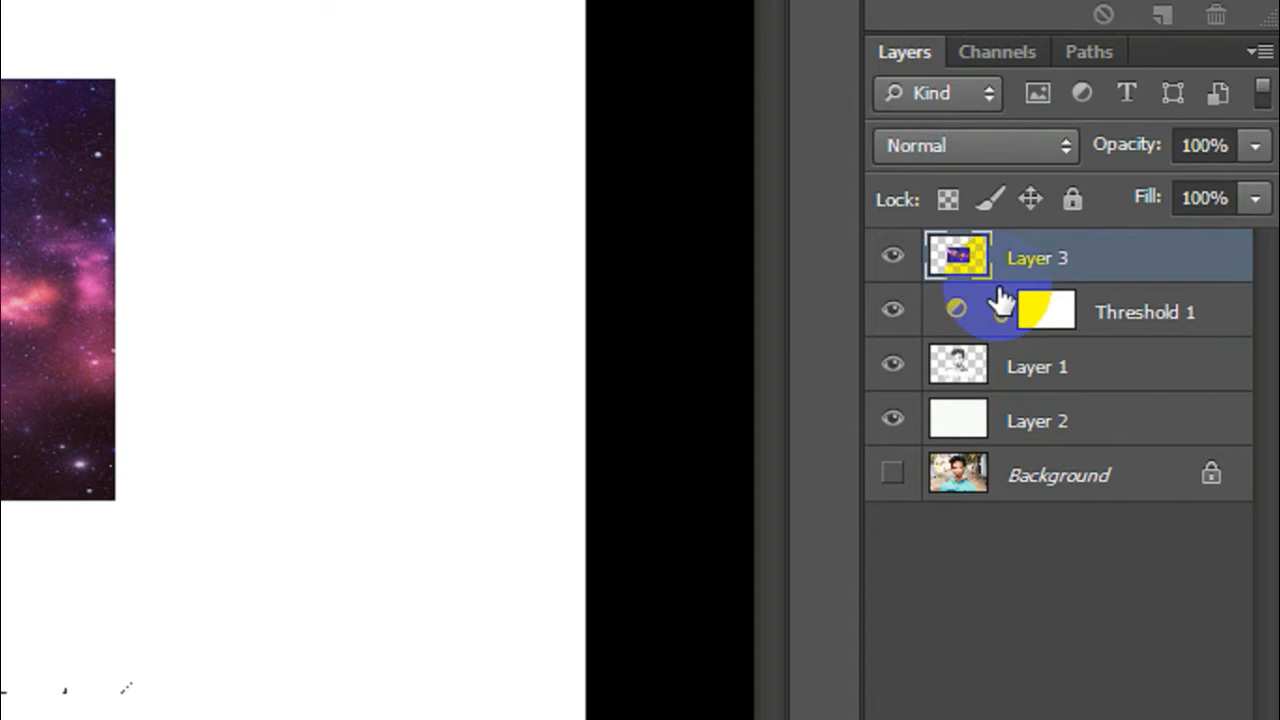 Layers Channels Paths
Kind
Normal Opacity: 100%
Lock: Fill: 100%
Layer 3
Threshold 1
Layer 1
Layer 2
Background